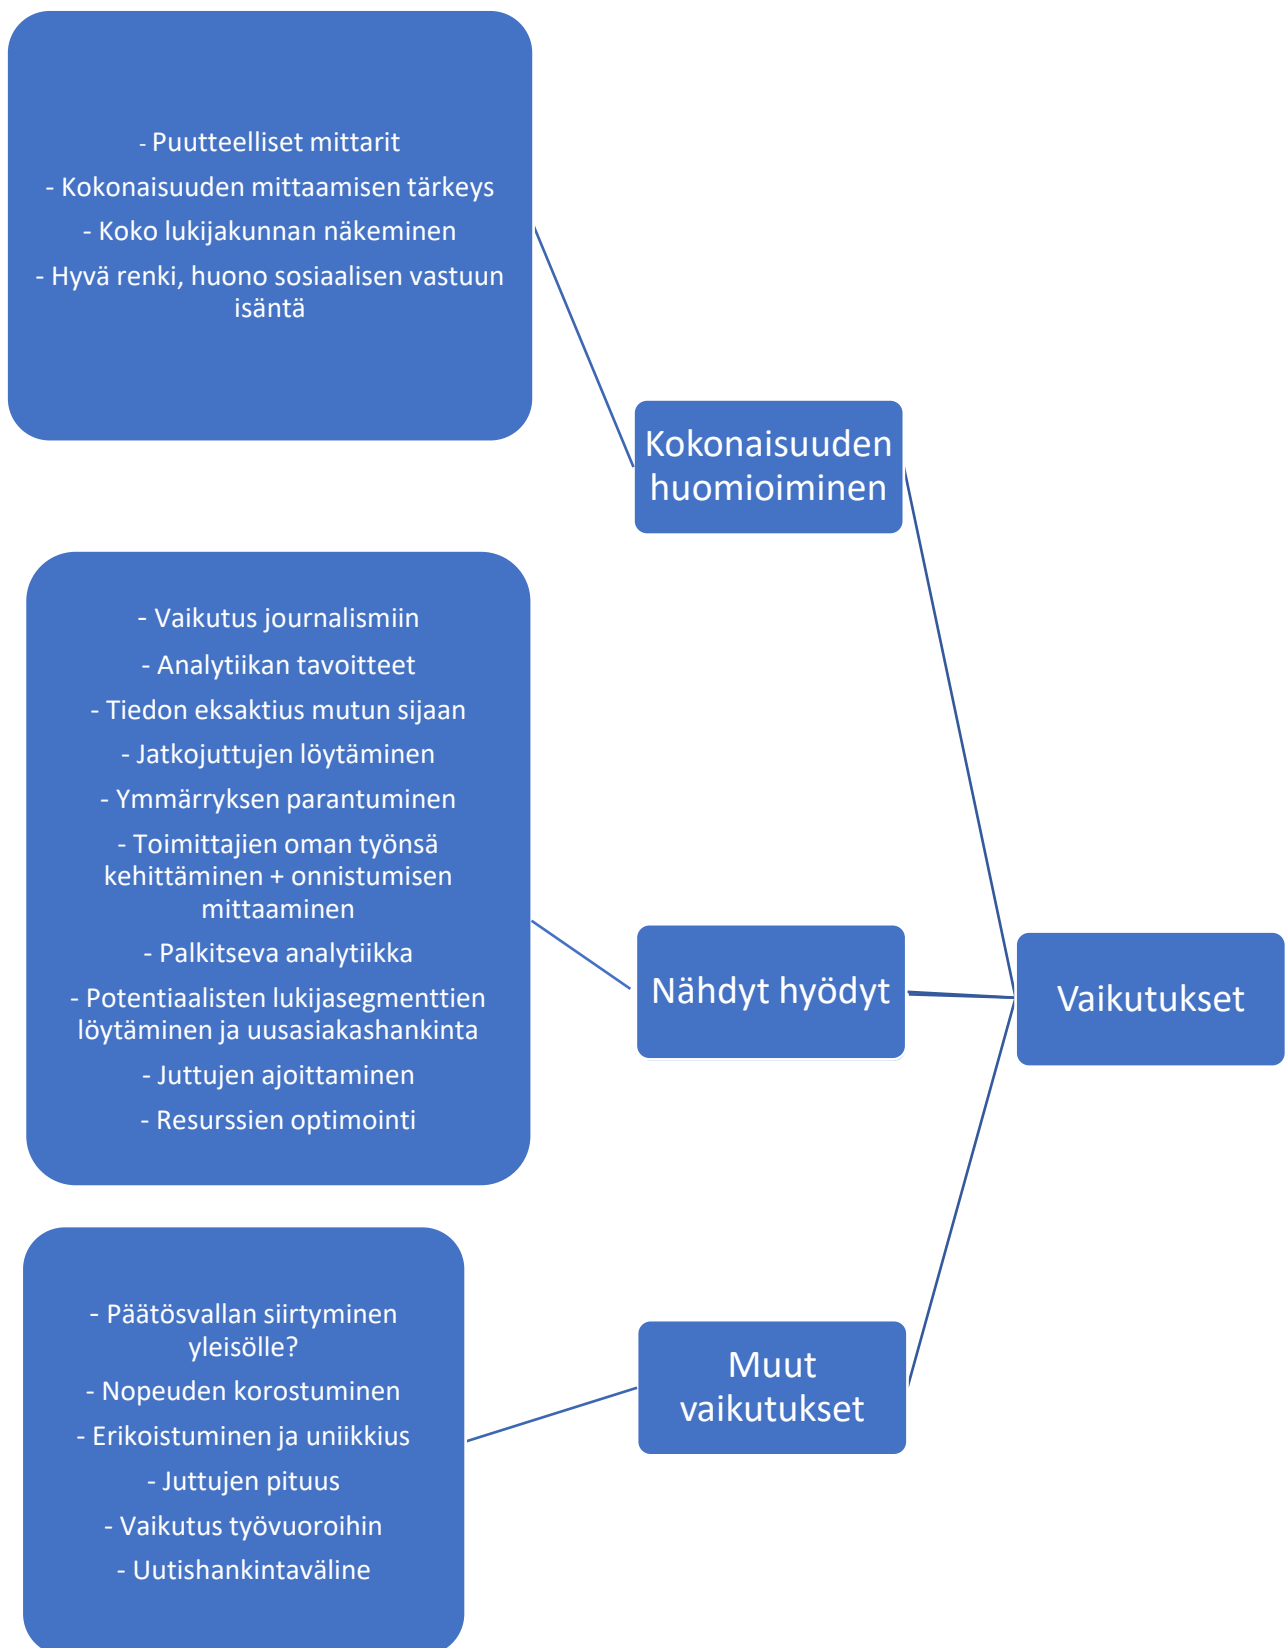 - Puutteelliset mittarit
- Kokonaisuuden mittaamisen tärkeys
- Koko lukijakunnan näkeminen
- Hyvä renki, huono sosiaalisen vastuun
isäntä
Kokonaisuuden
huomioiminen
- Vaikutus journalismiin
- Analytiikan tavoitteet
- Tiedon eksaktius mutun sijaan
- Jatkojuttujen löytäminen
- Ymmärryksen parantuminen
- Toimittajien oman työnsä
kehittäminen + onnistumisen
mittaaminen
- Palkitseva analytiikka
- Potentiaalisten lukijasegmenttien
löytäminen ja uusasiakashankinta
- Juttujen ajoittaminen
- Resurssien optimointi
Nähdyt hyödyt
Vaikutukset
- Päätösvallan siirtyminen
yleisölle?
- Nopeuden korostuminen
- Erikoistuminen ja uniikkius
- Juttujen pituus
- Vaikutus työvuoroihin
- Uutishankintaväline
Muut
vaikutukset